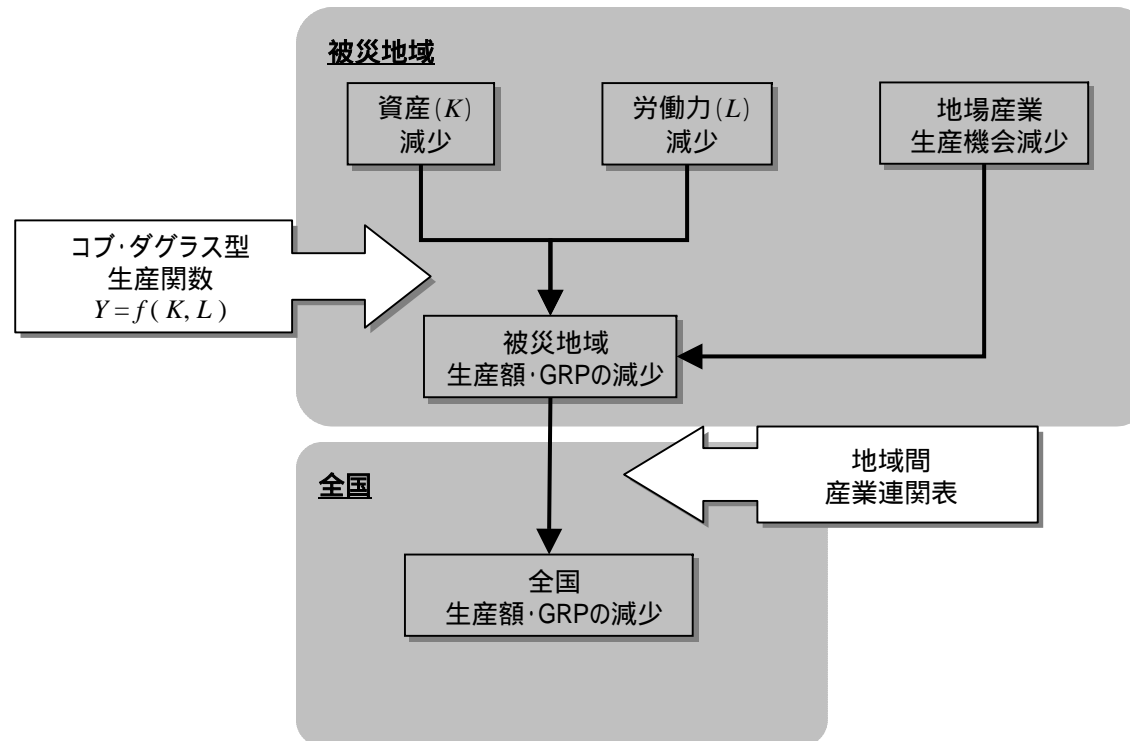 被災地域
資産(K)
減少
労働力(L)
減少
地場産業
生産機会減少
コブ・ダグラス型
生産関数
Y=f(K,L)
被災地域
生産額・GRPの減少
全国
地域間
産業連関表
全国
生産額・GRPの減少